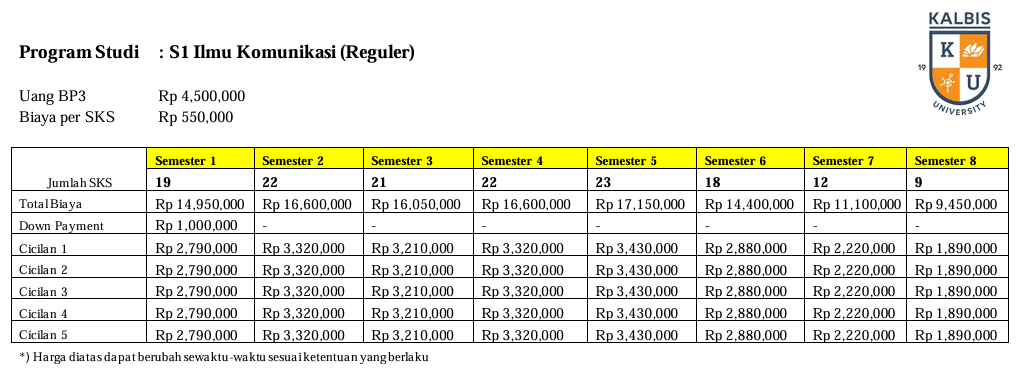 KALBIS
K
U
19 92
UNIVERSITY
Program Studi : S1 Ilmu Komunikasi (Reguler)
Uang BP3 Rp 4,500,000
Biaya per SKS Rp 550,000
Semester 1 Semester 2 Semester 3 Semester 4 Semester 5 Semester 6 Semester 7 Semester 8
Jumlah SKS 19 22 21 22 23 18 12 9
Total Biaya Rp 14,950,000 Rp 16,600,000 Rp 16,050,000 Rp 16,600,000 Rp 17,150,000 Rp 14,400,000 Rp 11,100,000 Rp 9,450,000
Down Payment Rp 1,000,000 - - - - - - -
Cicilan 1 Rp 2,790,000 Rp 3,320,000 Rp 3,210,000 Rp 3,320,000 Rp 3,430,000 Rp 2,880,000 Rp 2,220,000 Rp 1,890,000
Cicilan 2 Rp 2,790,000 Rp 3,320,000 Rp 3,210,000 Rp 3,320,000 Rp 3,430,000 Rp 2,880,000 Rp 2,220,000 Rp 1,890,000
Cicilan 3 Rp 2,790,000 Rp 3,320,000 Rp 3,210,000 Rp 3,320,000 Rp 3,430,000 Rp 2,880,000 Rp 2,220,000 Rp 1,890,000
Cicilan 4 Rp 2,790,000 Rp 3,320,000 Rp 3,210,000 Rp 3,320,000 Rp 3,430,000 Rp 2,880,000 Rp 2,220,000 Rp 1,890,000
Cicilan 5 Rp 2,790,000 Rp 3,320,000 Rp 3,210,000 Rp 3,320,000 Rp 3,430,000 Rp 2,880,000 Rp 2,220,000 Rp 1,890,000
*) Harga diatas dapat berubah sewaktu-waktu sesuai ketentuan yang berlaku